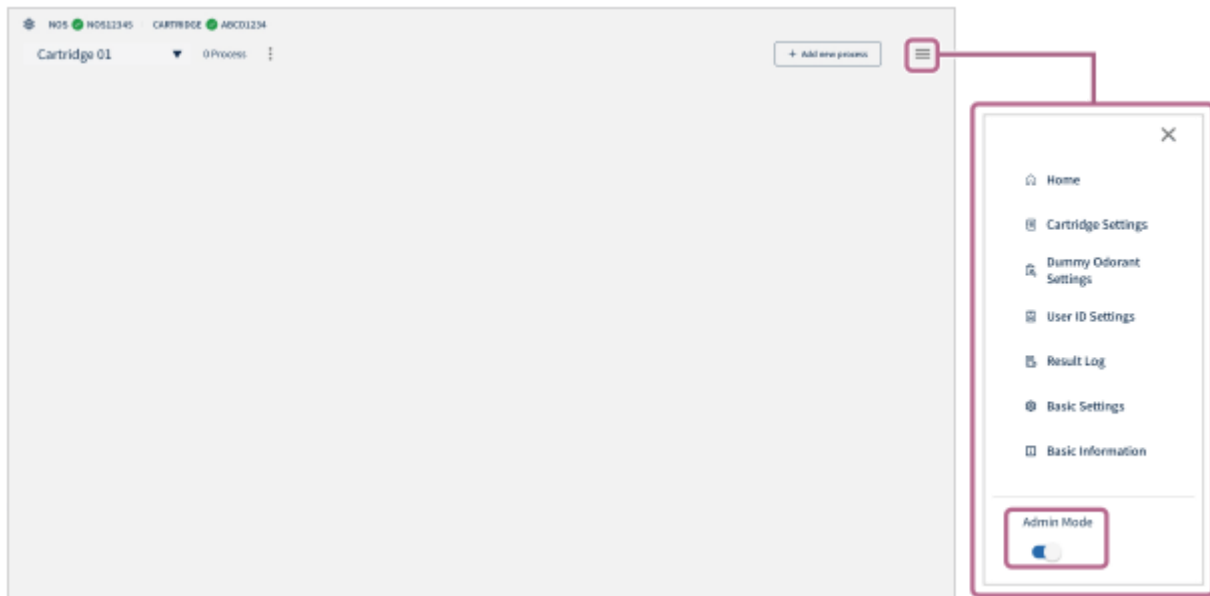 NOS NOS12345 CARTRIDGE ABCD1234
Cartridge 01 0 Process + Add new process
Home
Cartridge Settings
Dummy Odorant
Settings
User ID Settings
Result Log
Basic Settings
Basic Information
Admin Mode